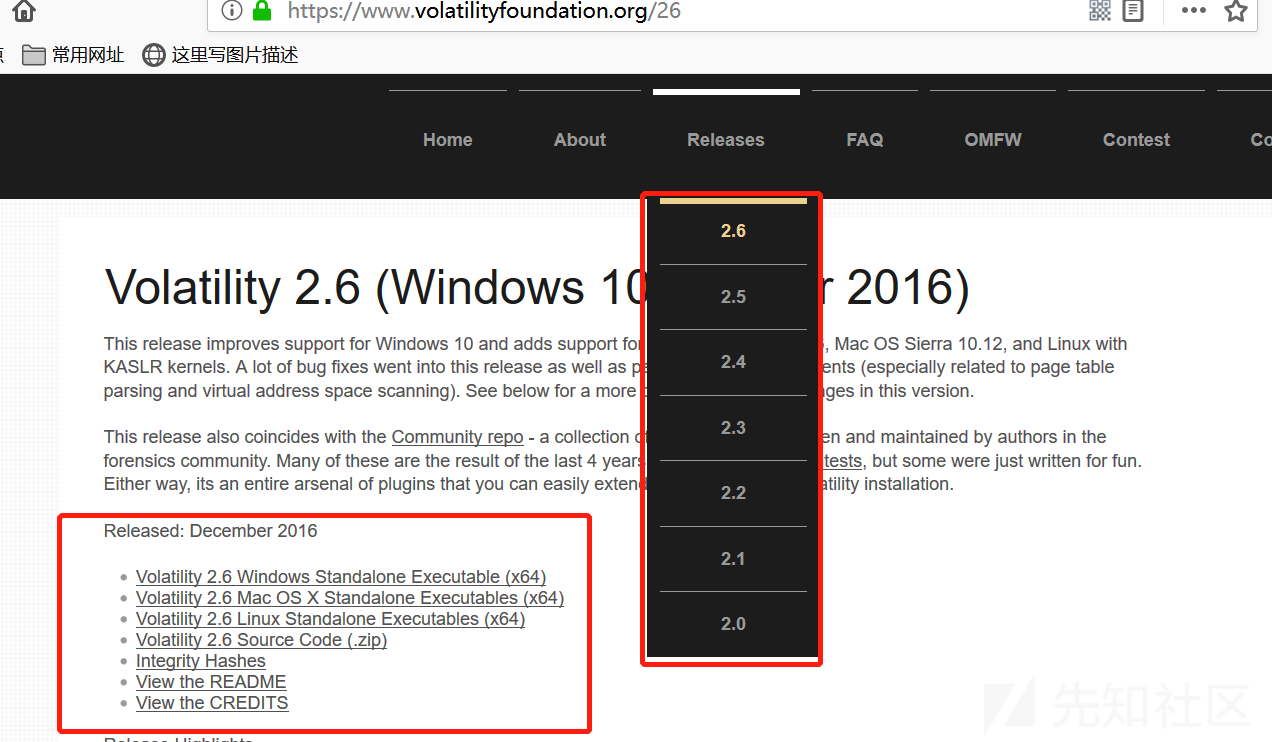 https://www.volatilityfoundation.org/26
常用网址 这里写图片描述
Home About Releases FAQ OMFW Contest Co
2.6
2.5
2.4
2.3
2.2
2.1
2.0
Volatility 2.6 (Windows 10 r 2016)
This release improves support for Windows 10 and adds support for , Mac OS Sierra 10.12, and Linux with
KASLR kernels. A lot of bug fixes went into this release as well as pe ents (especially related to page table
parsing and virtual address space scanning). See below for a more ges in this version.
This release also coincides with the Community repo - a collection of en and maintained by authors in the
forensics community. Many of these are the result of the last 4 years tests, but some were just written for fun.
Either way, its an entire arsenal of plugins that you can easily extend atility installation.
Released: December 2016
Volatility 2.6 Windows Standalone Executable (x64)
Volatility 2.6 Mac OS X Standalone Executables (x64)
Volatility 2.6 Linux Standalone Executables (x64)
Volatility 2.6 Source Code (.zip)
Integrity Hashes
View the README
View the CREDITS
Release Highlights
先知社区